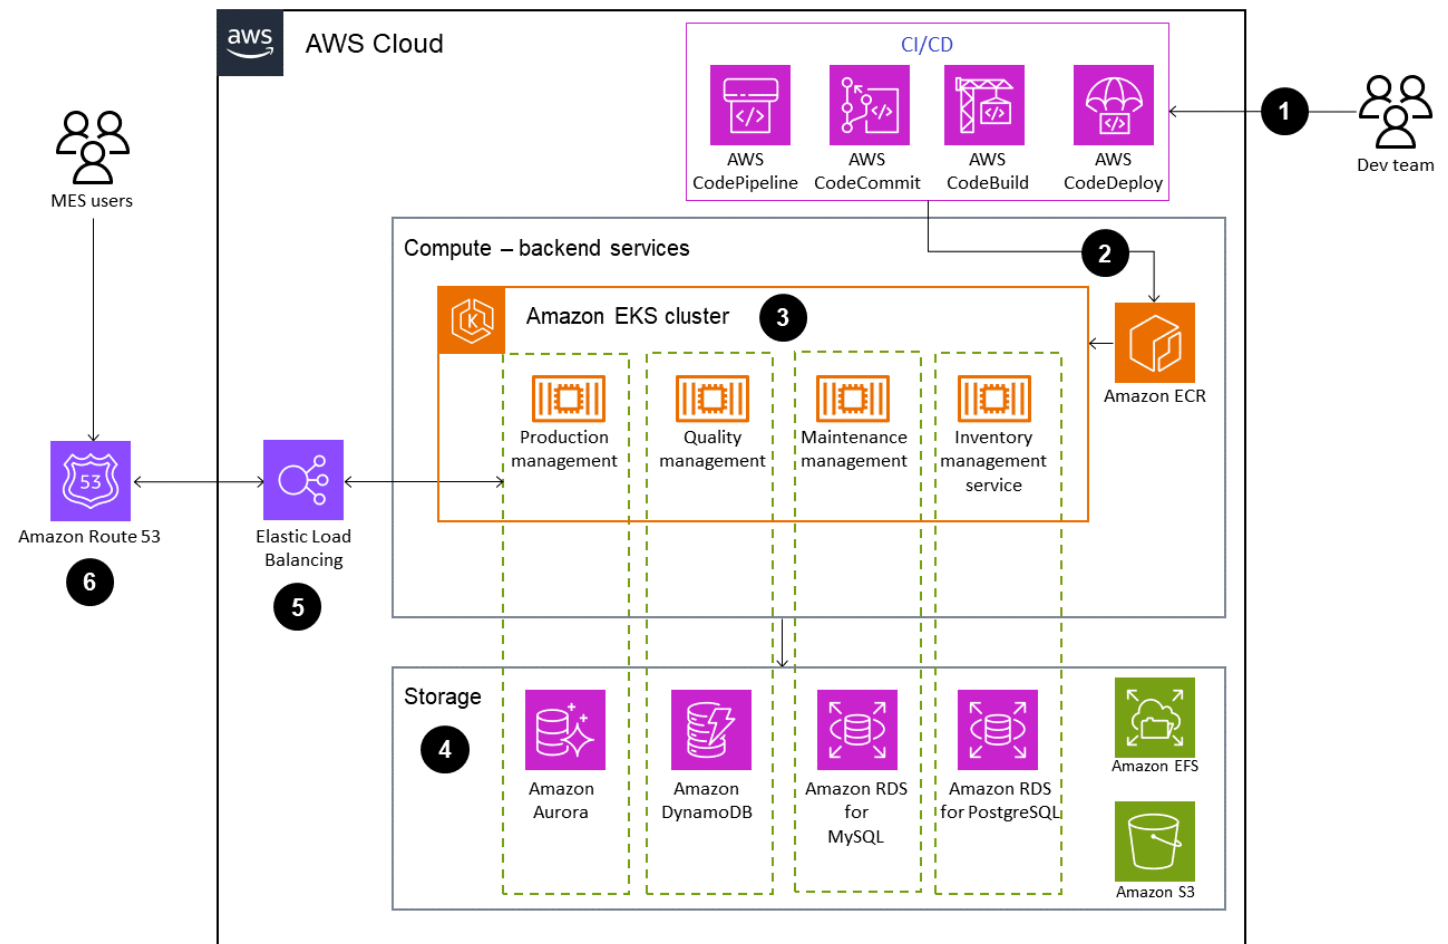 aws
AWS Cloud
CI/CD
AWS
CodePipeline
AWS
CodeCommit
AWS
CodeBuild
AWS
CodeDeploy
1
Dev team
MES users
Compute – backend services
2
Amazon EKS cluster
3
K
Amazon ECR
Production
management
Quality
management
Maintenance
management
Inventory
management
service
53
Amazon Route 53
6
Elastic Load
Balancing
5
Storage
4
Amazon
Aurora
Amazon
DynamoDB
Amazon RDS
for
MySQL
Amazon RDS
for PostgreSQL
Amazon EFS
Amazon S3